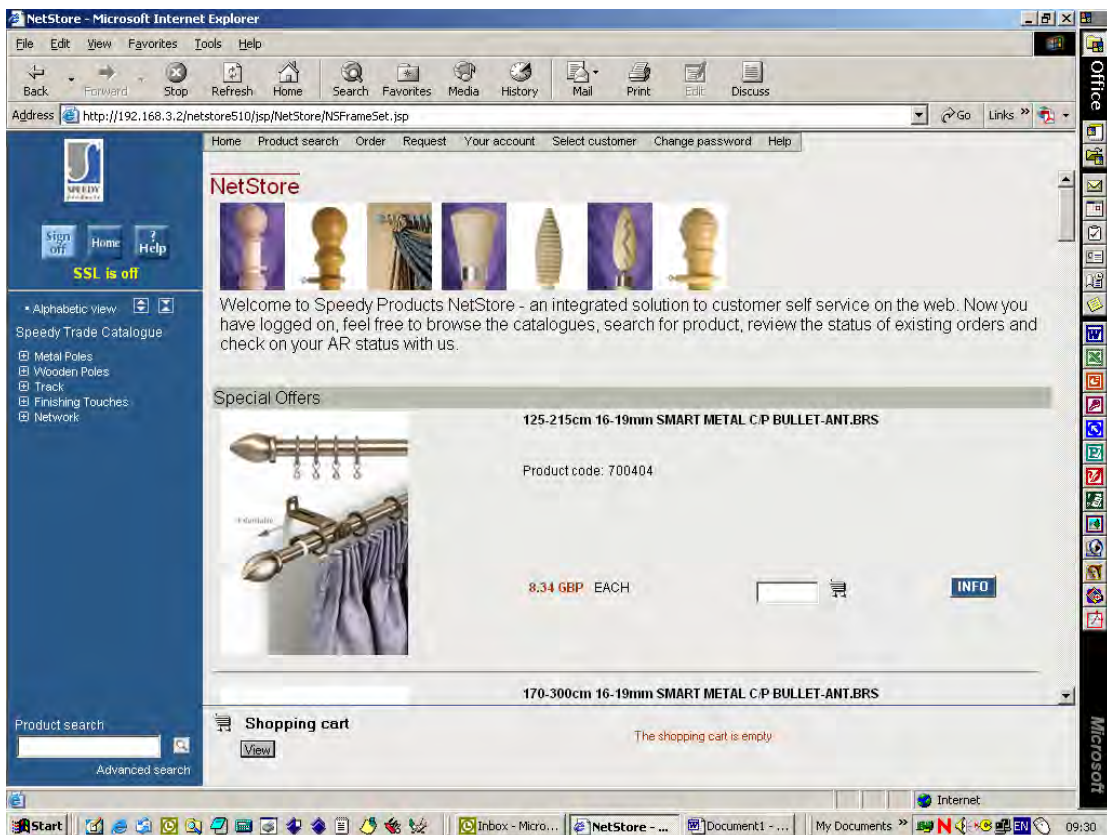 NetStore - Microsoft Internet Explorer
File Edit View Favorites Tools Help
Back Forward Stop Refresh Home Search Favorites Media History Mail Print Edit Discuss
Address http://192.168.3.2/netstore510/jsp/NetStore/NSFrameSet.jsp Go Links »
Office
Home Product search Order Request Your account Select customer Change password Help
SPEEDY
products
Sign off Home ? Help
SSL is off
Alphabetic view
Speedy Trade Catalogue
Metal Poles
Wooden Poles
Track
Finishing Touches
Network
NetStore
Welcome to Speedy Products NetStore - an integrated solution to customer self service on the web. Now you
have logged on, feel free to browse the catalogues, search for product, review the status of existing orders and
check on your AR status with us.
Special Offers
125-215cm 16-19mm SMART METAL C/P BULLET-ANT.BRS
Product code: 700404
8.34 GBP EACH
INFO
170-300cm 16-19mm SMART METAL C/P BULLET-ANT.BRS
Product search
Advanced search
Shopping cart
View
The shopping cart is empty
Microsoft
Internet
Start Inbox - Micro... NetStore - ... Document1 - ... My Documents » EN 09:30